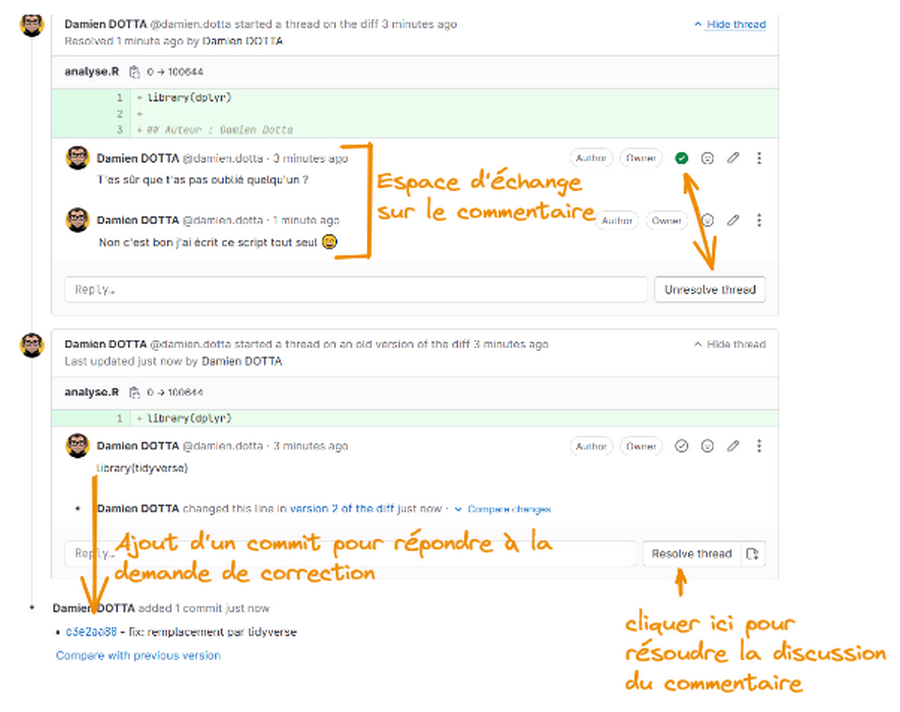 Damien DOTTA @damien.dotta started a thread on the diff 3 minutes ago
Hide thread
Resolved 1 minute ago by Damien DOTTA
analyse.R 0 → 100644
1 + library(dplyr)
2 +
3 + ## Auteur : Damien Dotta
Damien DOTTA @damien.dotta · 3 minutes ago
Author Owner
T'es sûr que t'as pas oublié quelqu'un ?
Espace d'échange
sur le commentaire
Damien DOTTA @damien.dotta · 1 minute ago
Author Owner
Non c'est bon j'ai écrit ce script tout seul
Reply…
Unresolve thread
Damien DOTTA @damien.dotta started a thread on an old version of the diff 3 minutes ago
Hide thread
Last updated just now by Damien DOTTA
analyse.R 0 → 100644
1 + library(dplyr)
Damien DOTTA @damien.dotta · 3 minutes ago
Author Owner
library(tidyverse)
Damien DOTTA changed this line in version 2 of the diff just now · Compare changes
Reply…
Ajout d'un commit pour répondre à la
demande de correction
Resolve thread
Damien DOTTA added 1 commit just now
• c3e2aa88 - fix: remplacement par tidyverse
Compare with previous version
cliquer ici pour
résoudre la discussion
du commentaire